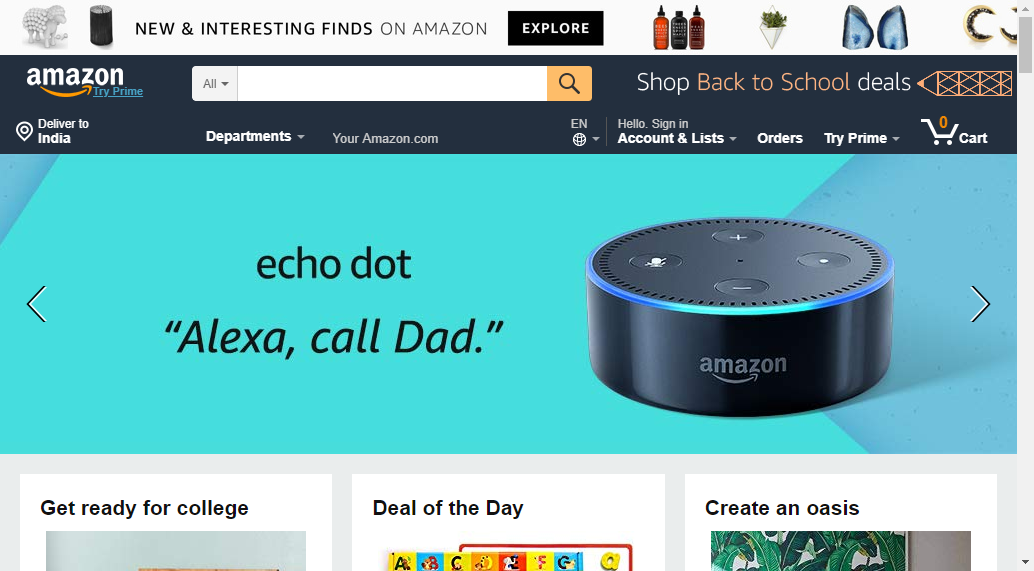 NEW & INTERESTING FINDS ON AMAZON EXPLORE
amazon
Try Prime
All
Shop Back to School deals
Deliver to
India
Departments
Your Amazon.com
EN
Hello. Sign in
Account & Lists
Orders
Try Prime
0
Cart
echo dot
“Alexa, call Dad.”
amazon
Get ready for college
Deal of the Day
Create an oasis
A B C D E F G